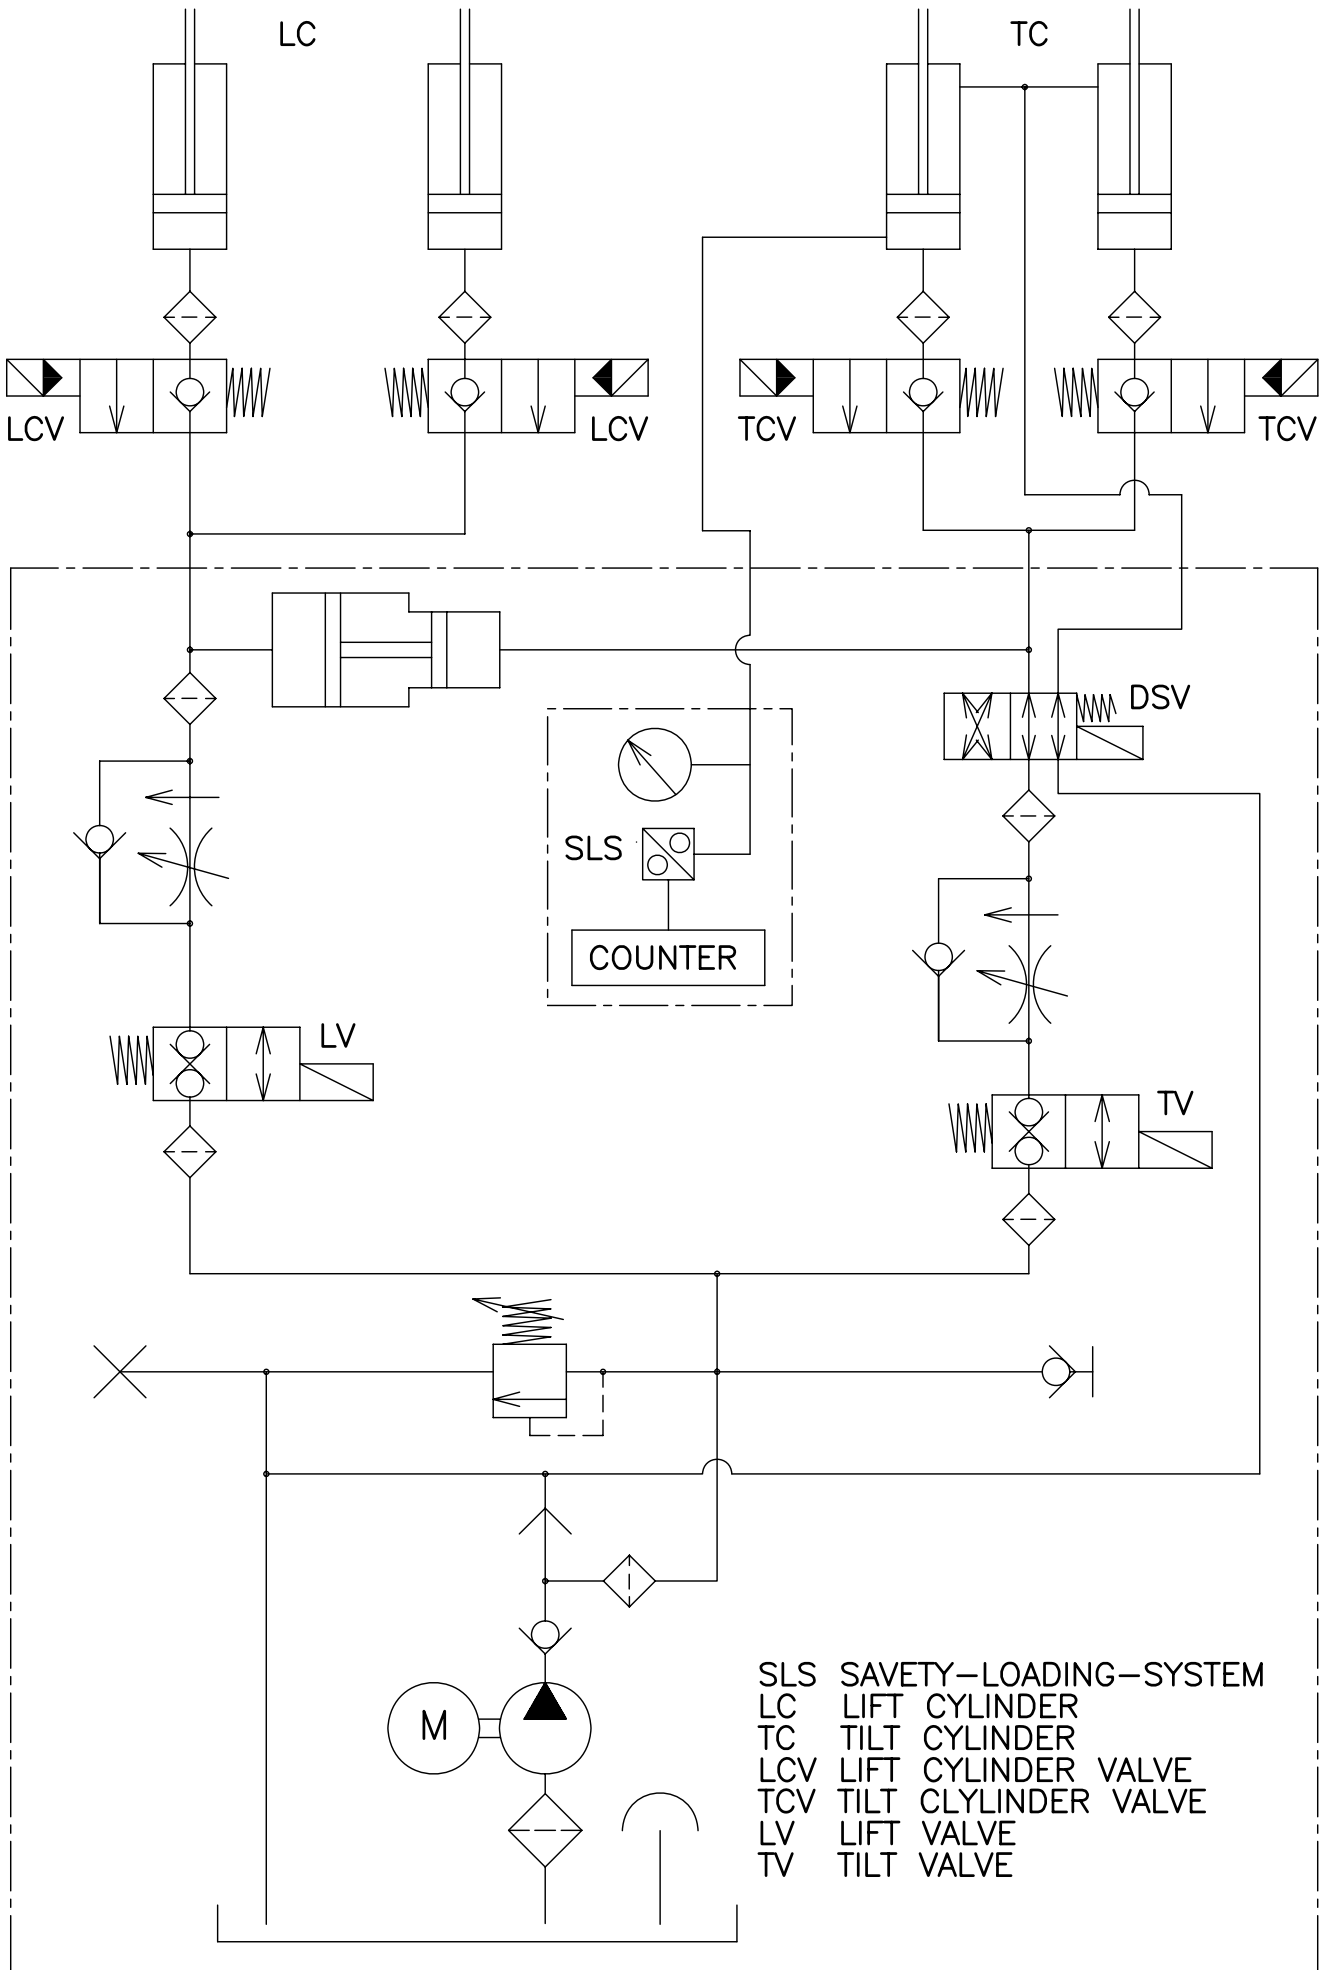 LC
TC
LCV
LCV
TCV
TCV
DSV
SLS
COUNTER
LV
TV
M
SLS SAVETY-LOADING-SYSTEM
LC LIFT CYLINDER
TC TILT CYLINDER
LCV LIFT CYLINDER VALVE
TCV TILT CLYLINDER VALVE
LV LIFT VALVE
TV TILT VALVE